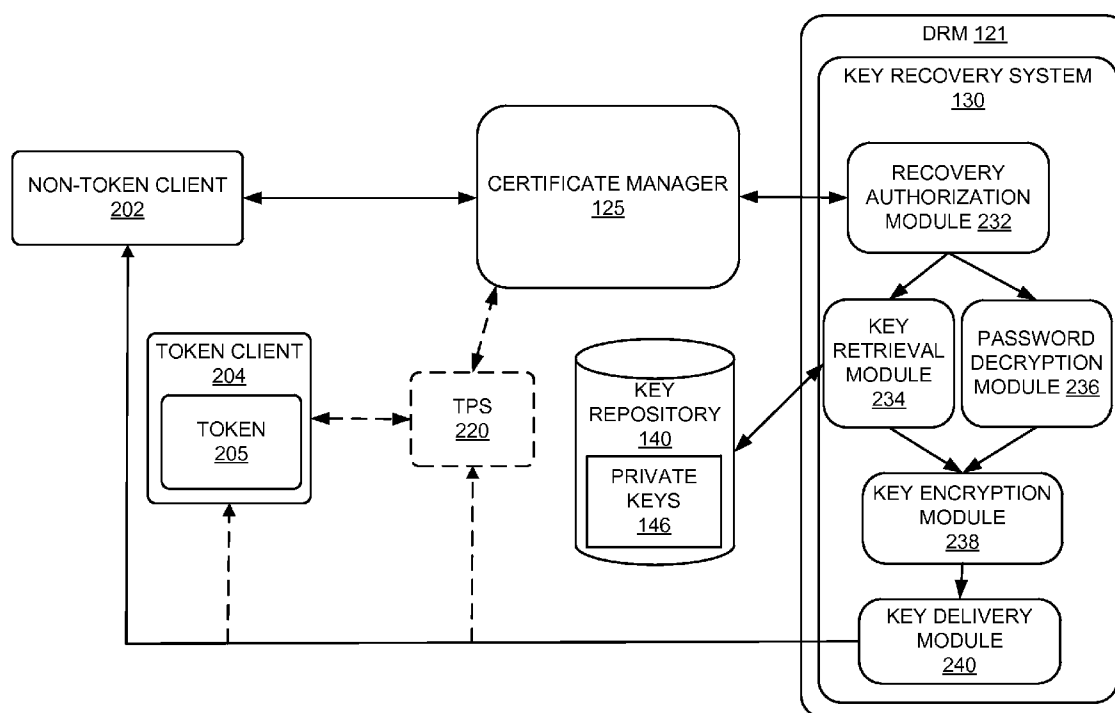 DRM 121
KEY RECOVERY SYSTEM
130
RECOVERY
AUTHORIZATION
MODULE 232
CERTIFICATE MANAGER
125
NON-TOKEN CLIENT
202
KEY
RETRIEVAL
MODULE
234
PASSWORD
DECRYPTION
MODULE 236
TOKEN CLIENT
204
TOKEN
205
TPS
220
KEY
REPOSITORY
140
PRIVATE
KEYS
146
KEY ENCRYPTION
MODULE
238
KEY DELIVERY
MODULE
240